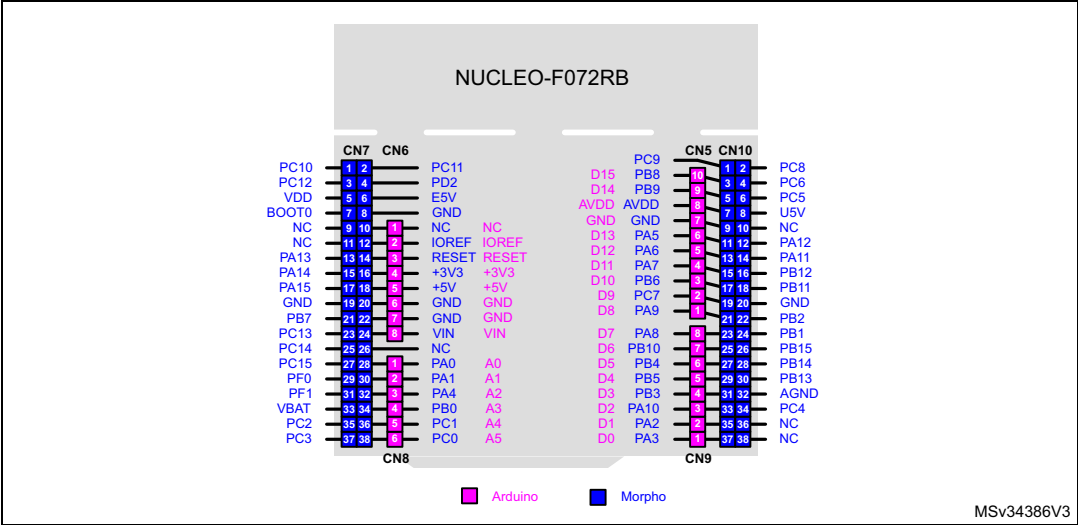 NUCLEO-F072RB
CN7 CN6 CN5 CN10
PC9
PC10 1 2 PC11 1 2 PC8
PC12 3 4 PD2 D15 PB8 10 3 4 PC6
VDD 5 6 E5V D14 PB9 9 5 6 PC5
BOOT0 7 8 GND AVDD AVDD 8 7 8 U5V
NC 9 10 1 NC NC GND GND 7 9 10 NC
NC 11 12 2 IOREF IOREF D13 PA5 6 11 12 PA12
PA13 13 14 3 RESET RESET D12 PA6 5 13 14 PA11
PA14 15 16 4 +3V3 +3V3 D11 PA7 4 15 16 PB12
PA15 17 18 5 +5V +5V D10 PB6 3 17 18 PB11
GND 19 20 6 GND GND D9 PC7 2 19 20 GND
PB7 21 22 7 GND GND D8 PA9 1 21 22 PB2
PC13 23 24 8 VIN VIN D7 PA8 8 23 24 PB1
PC14 25 26 NC D6 PB10 7 25 26 PB15
PC15 27 28 1 PA0 A0 D5 PB4 6 27 28 PB14
PF0 29 30 2 PA1 A1 D4 PB5 5 29 30 PB13
PF1 31 32 3 PA4 A2 D3 PB3 4 31 32 AGND
VBAT 33 34 4 PB0 A3 D2 PA10 3 33 34 PC4
PC2 35 36 5 PC1 A4 D1 PA2 2 35 36 NC
PC3 37 38 6 PC0 A5 D0 PA3 1 37 38 NC
CN8 CN9
Arduino Morpho
MSv34386V3